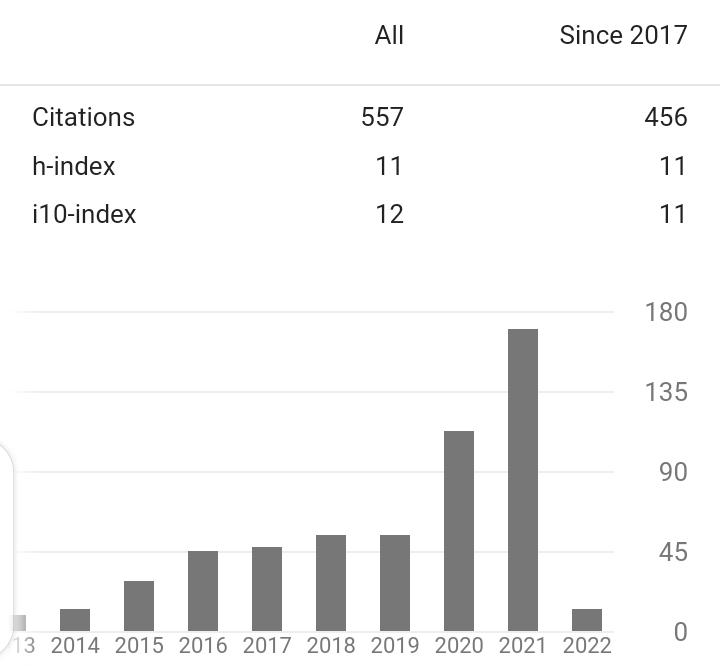 All Since 2017
Citations 557 456
h-index 11 11
i10-index 12 11
180
135
90
45
0
13 2014 2015 2016 2017 2018 2019 2020 2021 2022